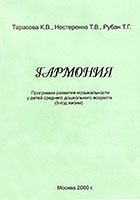 Тарасова К.В., Нестеренко Т.В., Рубан Т.Г.
ГАРМОНИЯ
Программа развития музыкальности
у детей среднего дошкольного возраста
(5-год жизни)
Москва 2000 г.